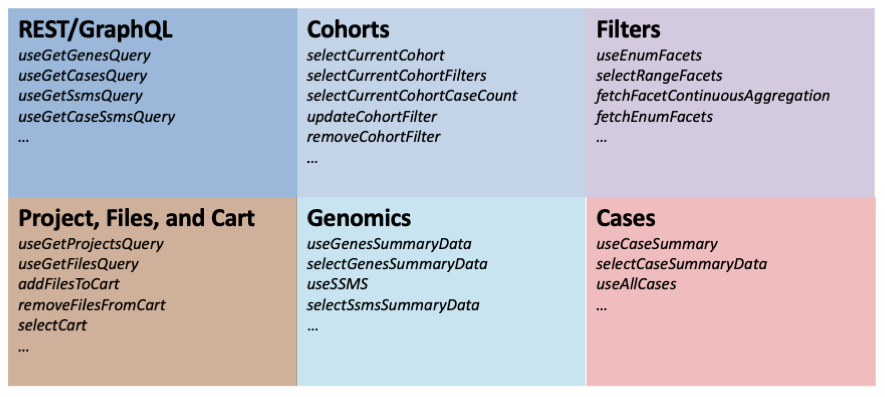 REST/GraphQL
useGetGenesQuery
useGetCasesQuery
useGetSsmsQuery
useGetCaseSsmsQuery
...
Cohorts
selectCurrentCohort
selectCurrentCohortFilters
selectCurrentCohortCaseCount
updateCohortFilter
removeCohortFilter
...
Filters
useEnumFacets
selectRangeFacets
fetchFacetContinuousAggregation
fetchEnumFacets
...
Project, Files, and Cart
useGetProjectsQuery
useGetFilesQuery
addFilesToCart
removeFilesFromCart
selectCart
...
Genomics
useGenesSummaryData
selectGenesSummaryData
useSSMS
selectSsmsSummaryData
...
Cases
useCaseSummary
selectCaseSummaryData
useAllCases
...